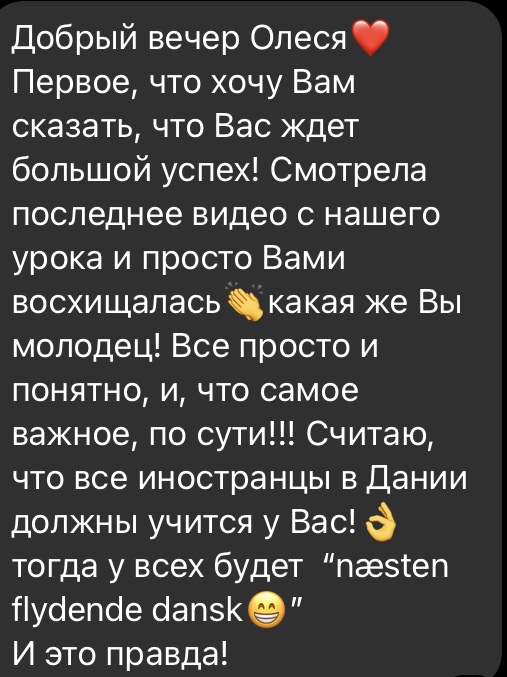 Добрый вечер Олеся❤️
Первое, что хочу Вам
сказать, что Вас ждет
большой успех! Смотрела
последнее видео с нашего
урока и просто Вами
восхищалась👏какая же Вы
молодец! Все просто и
понятно, и, что самое
важное, по сути!!! Считаю,
что все иностранцы в Дании
должны учится у Вас!👌
тогда у всех будет “næsten
flydende dansk😁”
И это правда!